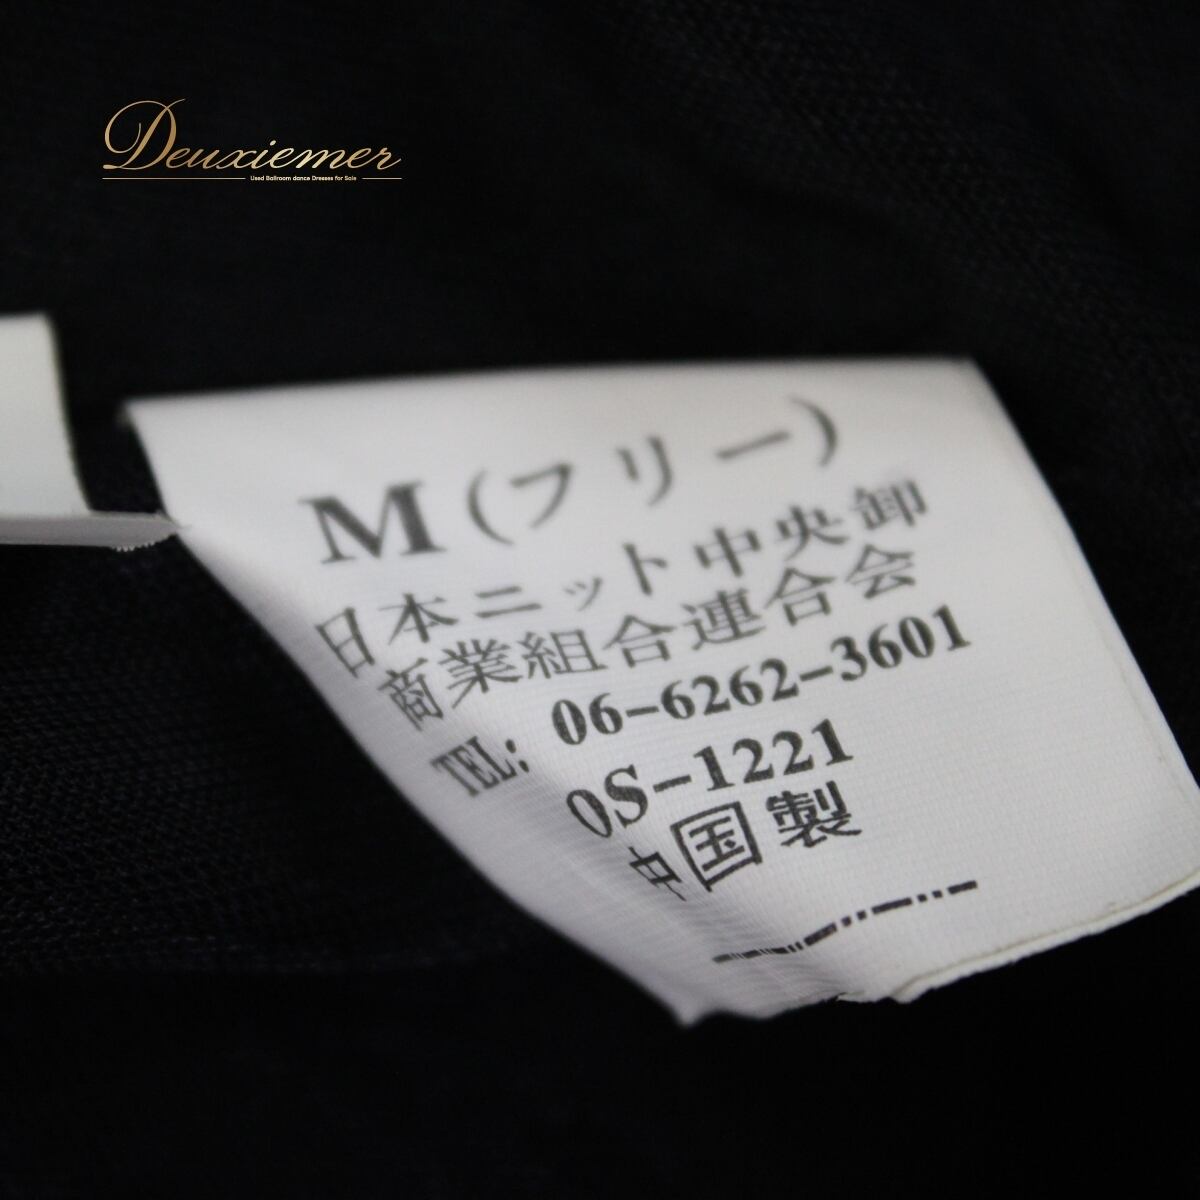 Deuxiemer
Used Ballroom dance Dresses for Sale
M(フリー)
日本ニット中央卸
商業組合連合会
TEL: 06-6262-3601
OS-1221
中国製